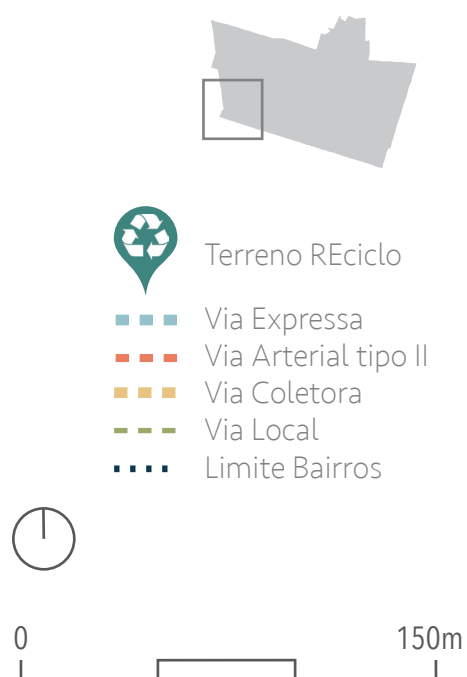 Terreno REciclo
Via Expressa
Via Arterial tipo II
Via Coletora
Via Local
Limite Bairros
0 150m